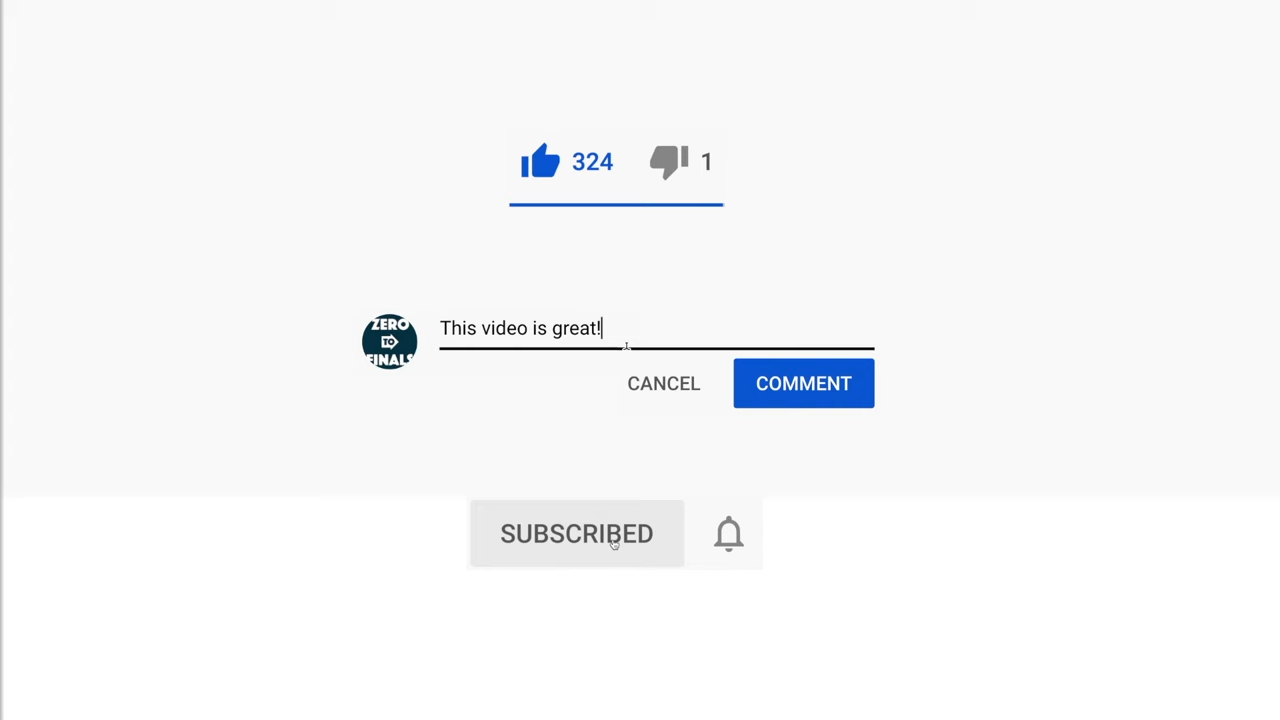 324 1
ZERO
TO
FINALS
This video is great!
CANCEL COMMENT
SUBSCRIBED